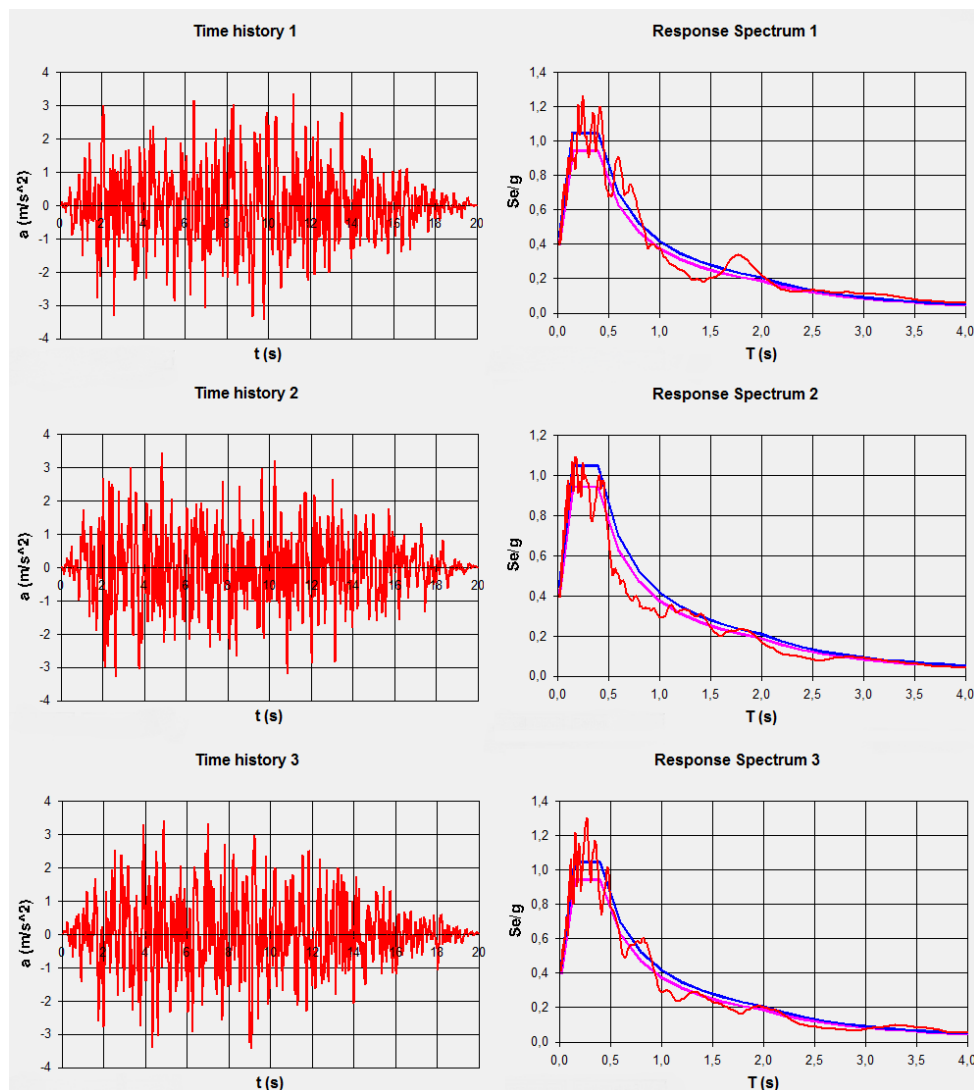 Time history 1
4
3
2
1
0
-1
-2
-3
-4
0 2 4 6 8 10 12 14 16 18 20
a (m/s^2)
t (s)
Response Spectrum 1
1,4
1,2
1,0
0,8
0,6
0,4
0,2
0,0
0,0 0,5 1,0 1,5 2,0 2,5 3,0 3,5 4,0
Se/g
T (s)
Time history 2
4
3
2
1
0
-1
-2
-3
-4
0 2 4 6 8 10 12 14 16 18 20
a (m/s^2)
t (s)
Response Spectrum 2
1,2
1,0
0,8
0,6
0,4
0,2
0,0
0,0 0,5 1,0 1,5 2,0 2,5 3,0 3,5 4,0
Se/g
T (s)
Time history 3
4
3
2
1
0
-1
-2
-3
-4
0 2 4 6 8 10 12 14 16 18 20
a (m/s^2)
t (s)
Response Spectrum 3
1,4
1,2
1,0
0,8
0,6
0,4
0,2
0,0
0,0 0,5 1,0 1,5 2,0 2,5 3,0 3,5 4,0
Se/g
T (s)